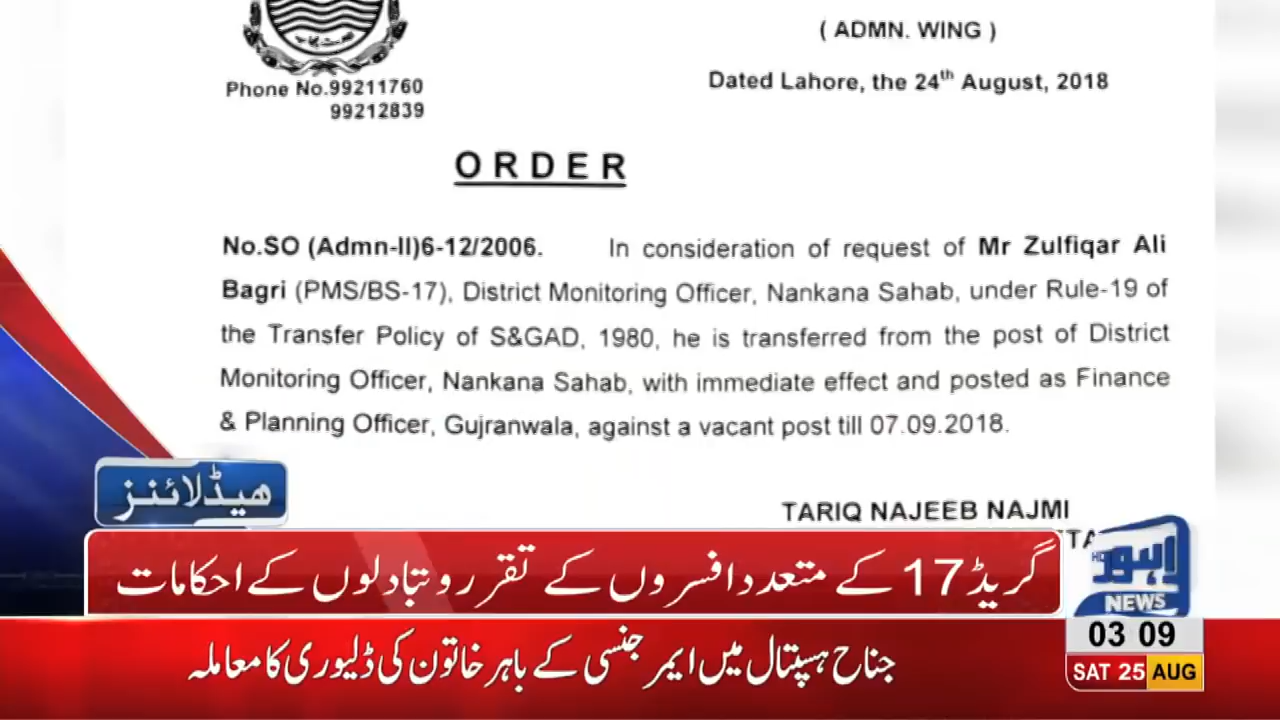 ( ADMN. WING )
Phone No.99211760
99212839
Dated Lahore, the 24th August, 2018
ORDER
No.SO (Admn-II)6-12/2006. In consideration of request of Mr Zulfiqar Ali
Bagri (PMS/BS-17), District Monitoring Officer, Nankana Sahab, under Rule-19 of
the Transfer Policy of S&GAD, 1980, he is transferred from the post of District
Monitoring Officer, Nankana Sahab, with immediate effect and posted as Finance
& Planning Officer, Gujranwala, against a vacant post till 07.09.2018.
TARIQ NAJEEB NAJMI
ہیڈلائنز
گریڈ 17 کے متعدد افسروں کے تقرر و تبادلوں کے احکامات
جناح ہسپتال میں ایمرجنسی کے باہر خاتون کی ڈلیوری کا معاملہ
HD
لاہور
NEWS
03 09
SAT 25 AUG